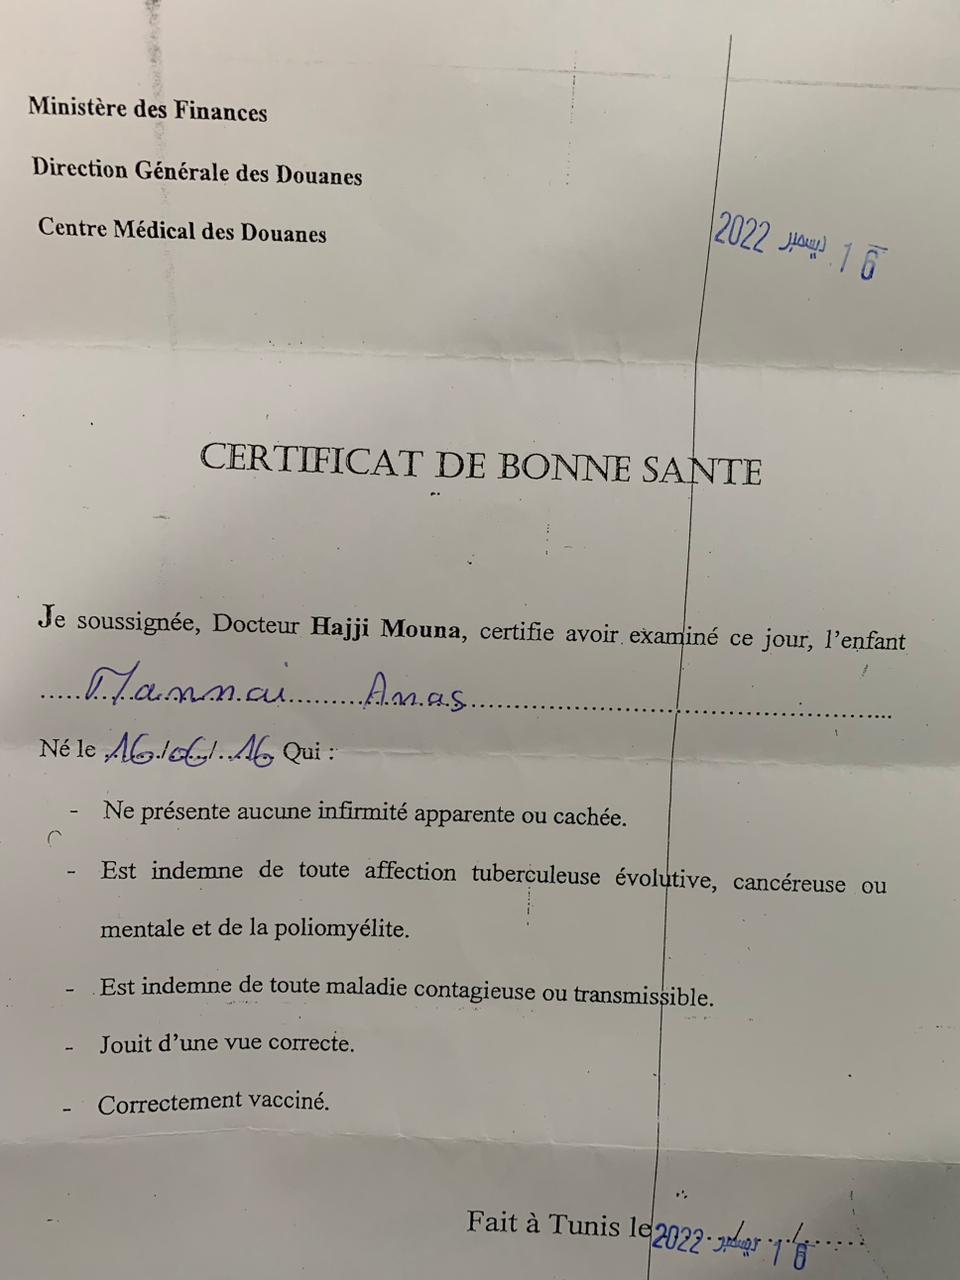 Ministère des Finances
Direction Générale des Douanes
Centre Médical des Douanes
16 ديسمبر 2022
CERTIFICAT DE BONNE SANTE
Je soussignée, Docteur Hajji Mouna, certifie avoir examiné ce jour, l'enfant
.....Mannai.........Anas...............................................
Né le 16/06/..16 Qui :
- Ne présente aucune infirmité apparente ou cachée.
- Est indemne de toute affection tuberculeuse évolutive, cancéreuse ou
mentale et de la poliomyélite.
- Est indemne de toute maladie contagieuse ou transmissible.
- Jouit d'une vue correcte.
- Correctement vacciné.
Fait à Tunis le 16 ديسمبر 2022